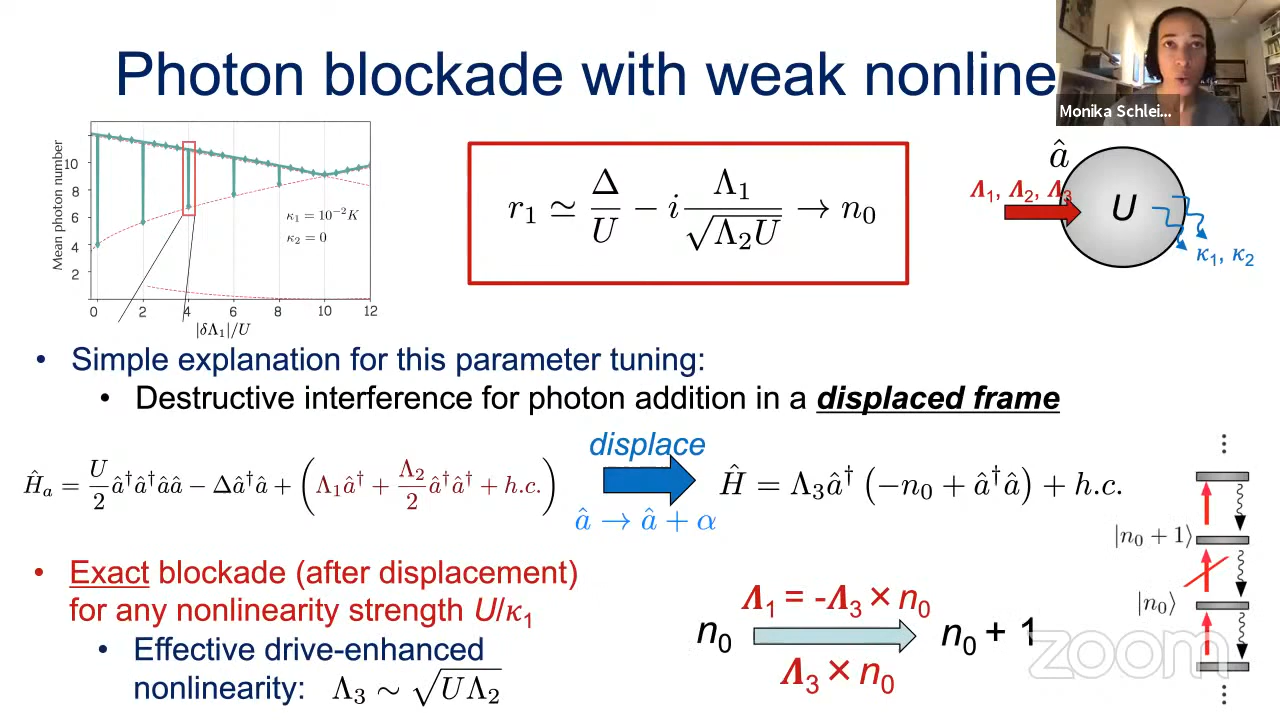 Photon blockade with weak nonline
Monika Schlei...
Mean photon number
10
8
6
4
2
κ₁ = 10⁻²K
κ₂ = 0
0 2 4 6 8 10 12
|δΛ₁|/U
r₁ ≃ Δ/U − i Λ₁/√(Λ₂U) → n₀
â
Λ₁, Λ₂, Λ₃
U
κ₁, κ₂
• Simple explanation for this parameter tuning:
• Destructive interference for photon addition in a displaced frame
Ĥₐ = U/2 â†â†ââ − Δâ†â + (Λ₁â† + Λ₂/2 â†â† + h.c.)
displace
â → â + α
Ĥ = Λ₃â† (−n₀ + â†â) + h.c.
• Exact blockade (after displacement)
for any nonlinearity strength U/κ₁
• Effective drive-enhanced
nonlinearity: Λ₃ ∼ √(UΛ₂)
n₀
Λ₁ = -Λ₃ × n₀
Λ₃ × n₀
n₀ + 1
|n₀ + 1⟩
|n₀⟩
zoom